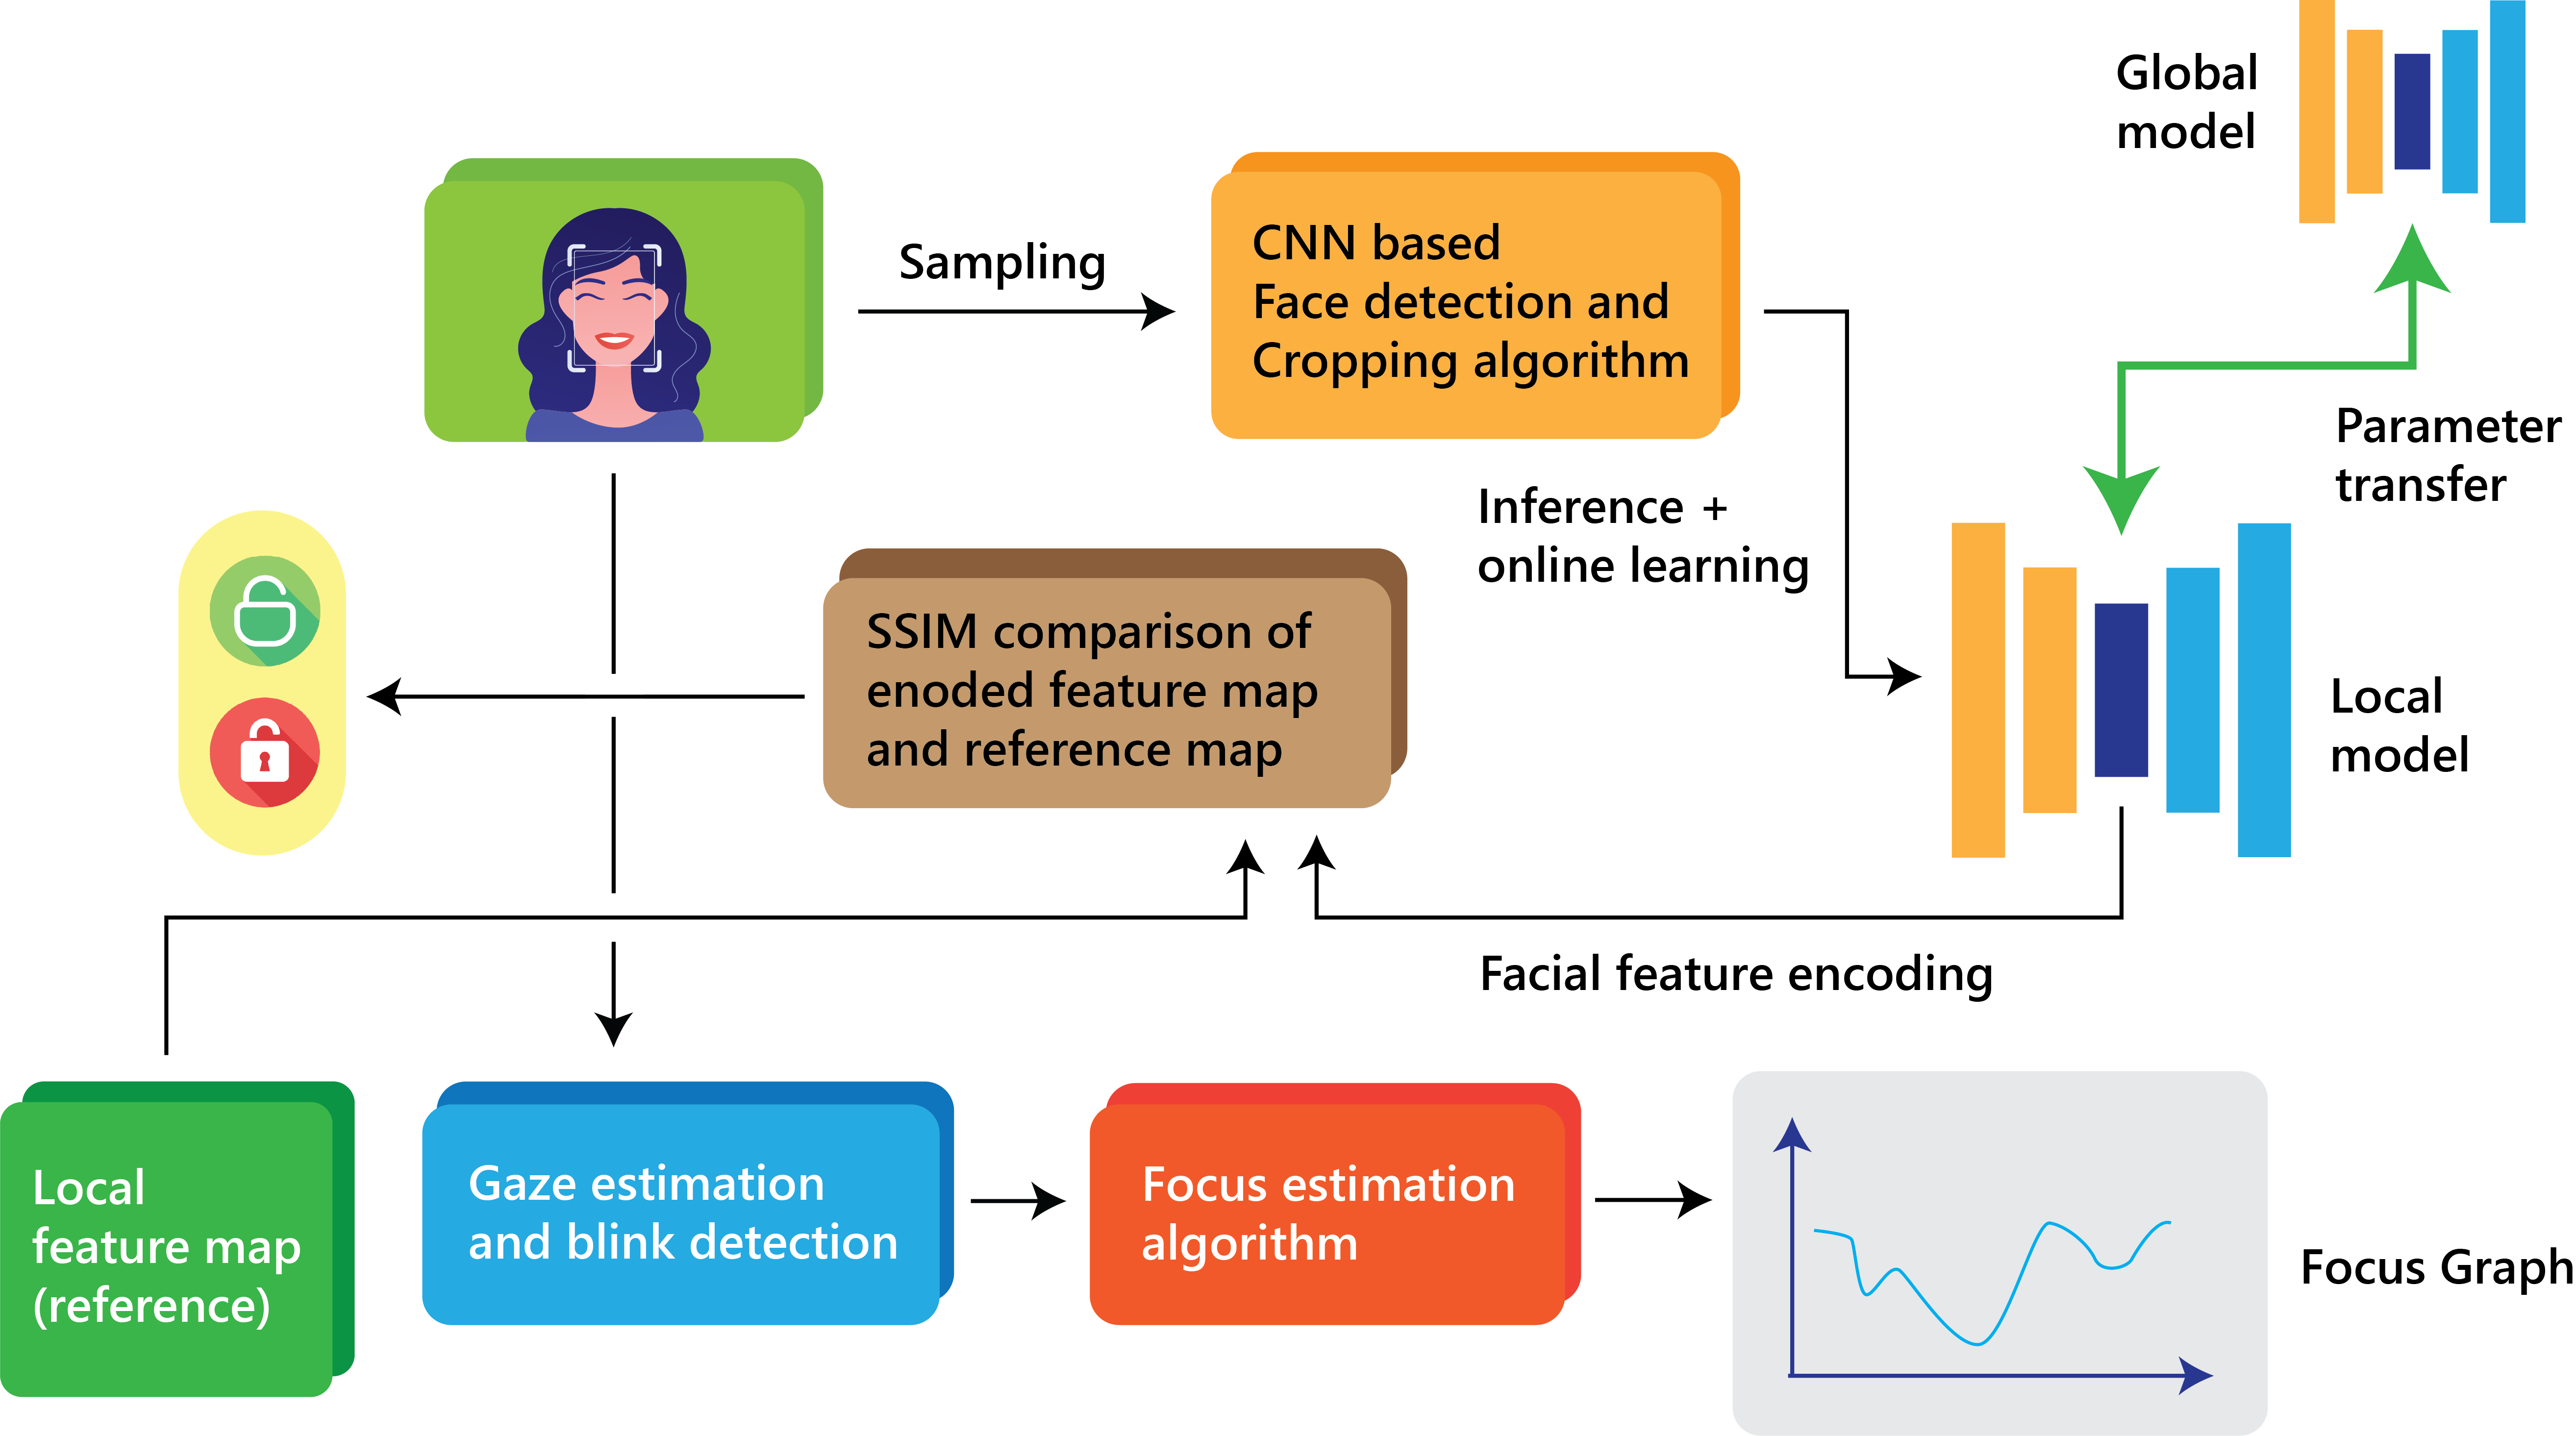 Global
model
Sampling
CNN based
Face detection and
Cropping algorithm
Parameter
transfer
Inference +
online learning
SSIM comparison of
enoded feature map
and reference map
Local
model
Facial feature encoding
Local
feature map
(reference)
Gaze estimation
and blink detection
Focus estimation
algorithm
Focus Graph